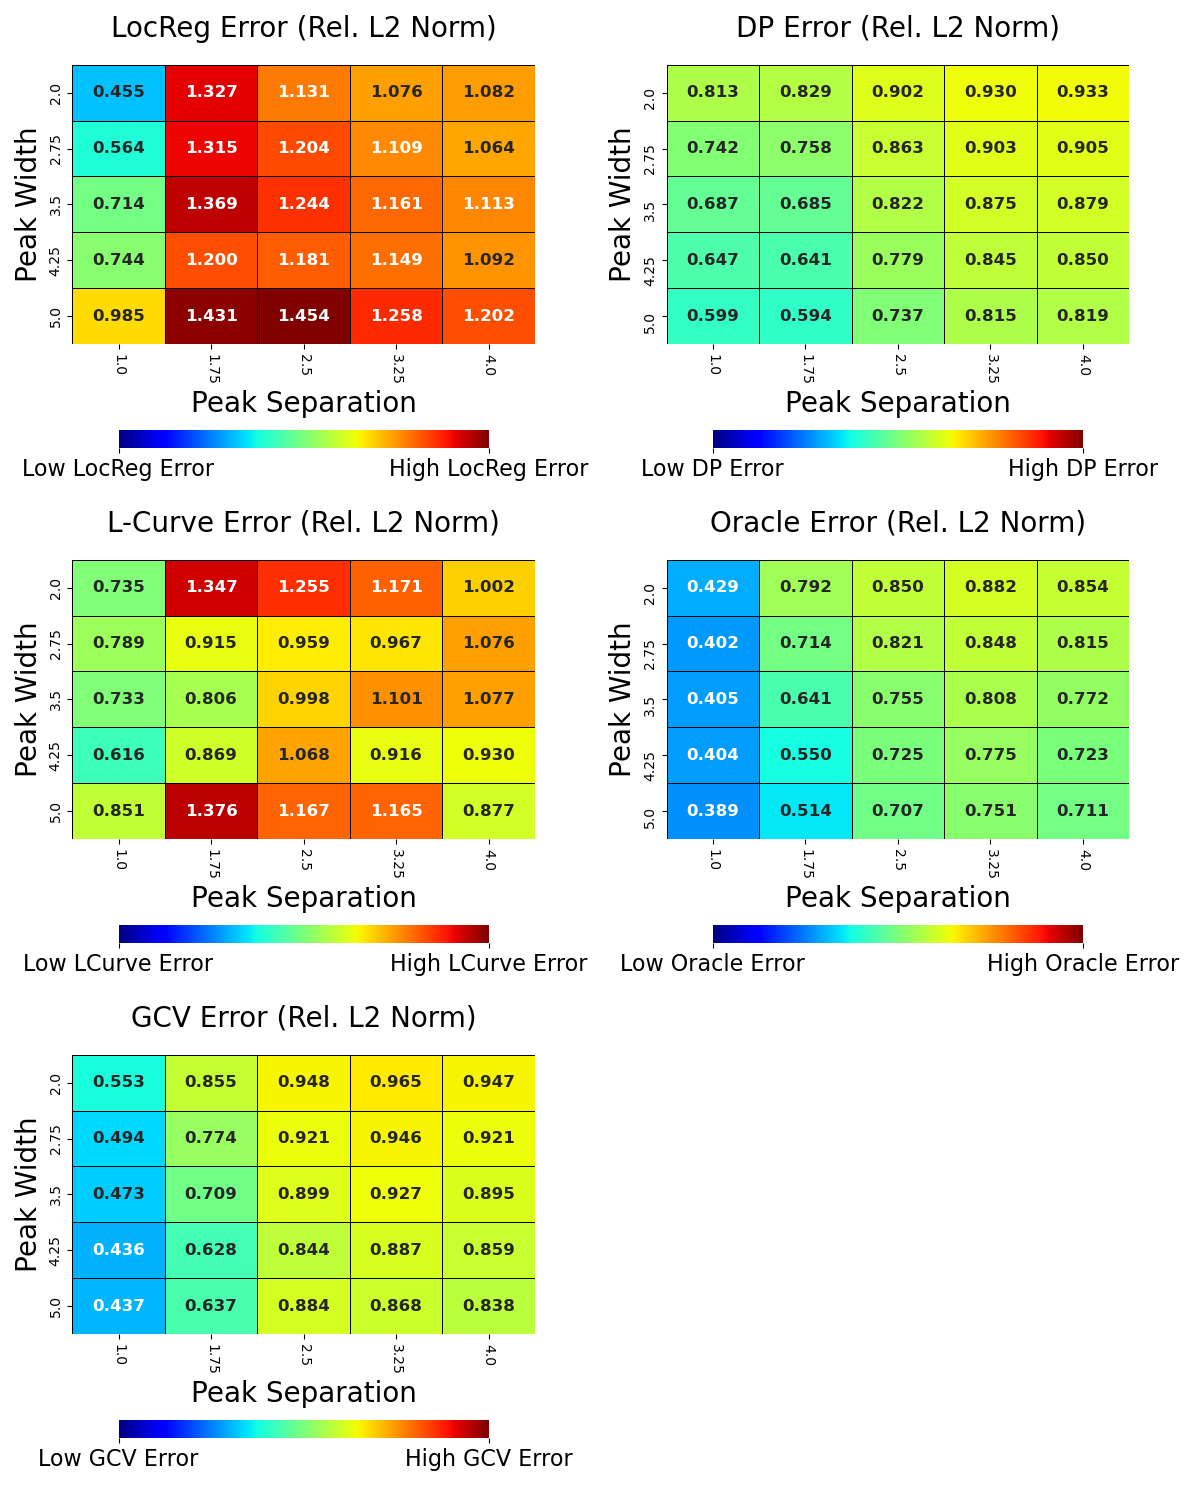 LocReg Error (Rel. L2 Norm)
Peak Width
2.0 0.455 1.327 1.131 1.076 1.082
2.75 0.564 1.315 1.204 1.109 1.064
3.5 0.714 1.369 1.244 1.161 1.113
4.25 0.744 1.200 1.181 1.149 1.092
5.0 0.985 1.431 1.454 1.258 1.202
1.0 1.75 2.5 3.25 4.0
Peak Separation
Low LocReg Error High LocReg Error
DP Error (Rel. L2 Norm)
Peak Width
2.0 0.813 0.829 0.902 0.930 0.933
2.75 0.742 0.758 0.863 0.903 0.905
3.5 0.687 0.685 0.822 0.875 0.879
4.25 0.647 0.641 0.779 0.845 0.850
5.0 0.599 0.594 0.737 0.815 0.819
1.0 1.75 2.5 3.25 4.0
Peak Separation
Low DP Error High DP Error
L-Curve Error (Rel. L2 Norm)
Peak Width
2.0 0.735 1.347 1.255 1.171 1.002
2.75 0.789 0.915 0.959 0.967 1.076
3.5 0.733 0.806 0.998 1.101 1.077
4.25 0.616 0.869 1.068 0.916 0.930
5.0 0.851 1.376 1.167 1.165 0.877
1.0 1.75 2.5 3.25 4.0
Peak Separation
Low LCurve Error High LCurve Error
Oracle Error (Rel. L2 Norm)
Peak Width
2.0 0.429 0.792 0.850 0.882 0.854
2.75 0.402 0.714 0.821 0.848 0.815
3.5 0.405 0.641 0.755 0.808 0.772
4.25 0.404 0.550 0.725 0.775 0.723
5.0 0.389 0.514 0.707 0.751 0.711
1.0 1.75 2.5 3.25 4.0
Peak Separation
Low Oracle Error High Oracle Error
GCV Error (Rel. L2 Norm)
Peak Width
2.0 0.553 0.855 0.948 0.965 0.947
2.75 0.494 0.774 0.921 0.946 0.921
3.5 0.473 0.709 0.899 0.927 0.895
4.25 0.436 0.628 0.844 0.887 0.859
5.0 0.437 0.637 0.884 0.868 0.838
1.0 1.75 2.5 3.25 4.0
Peak Separation
Low GCV Error High GCV Error